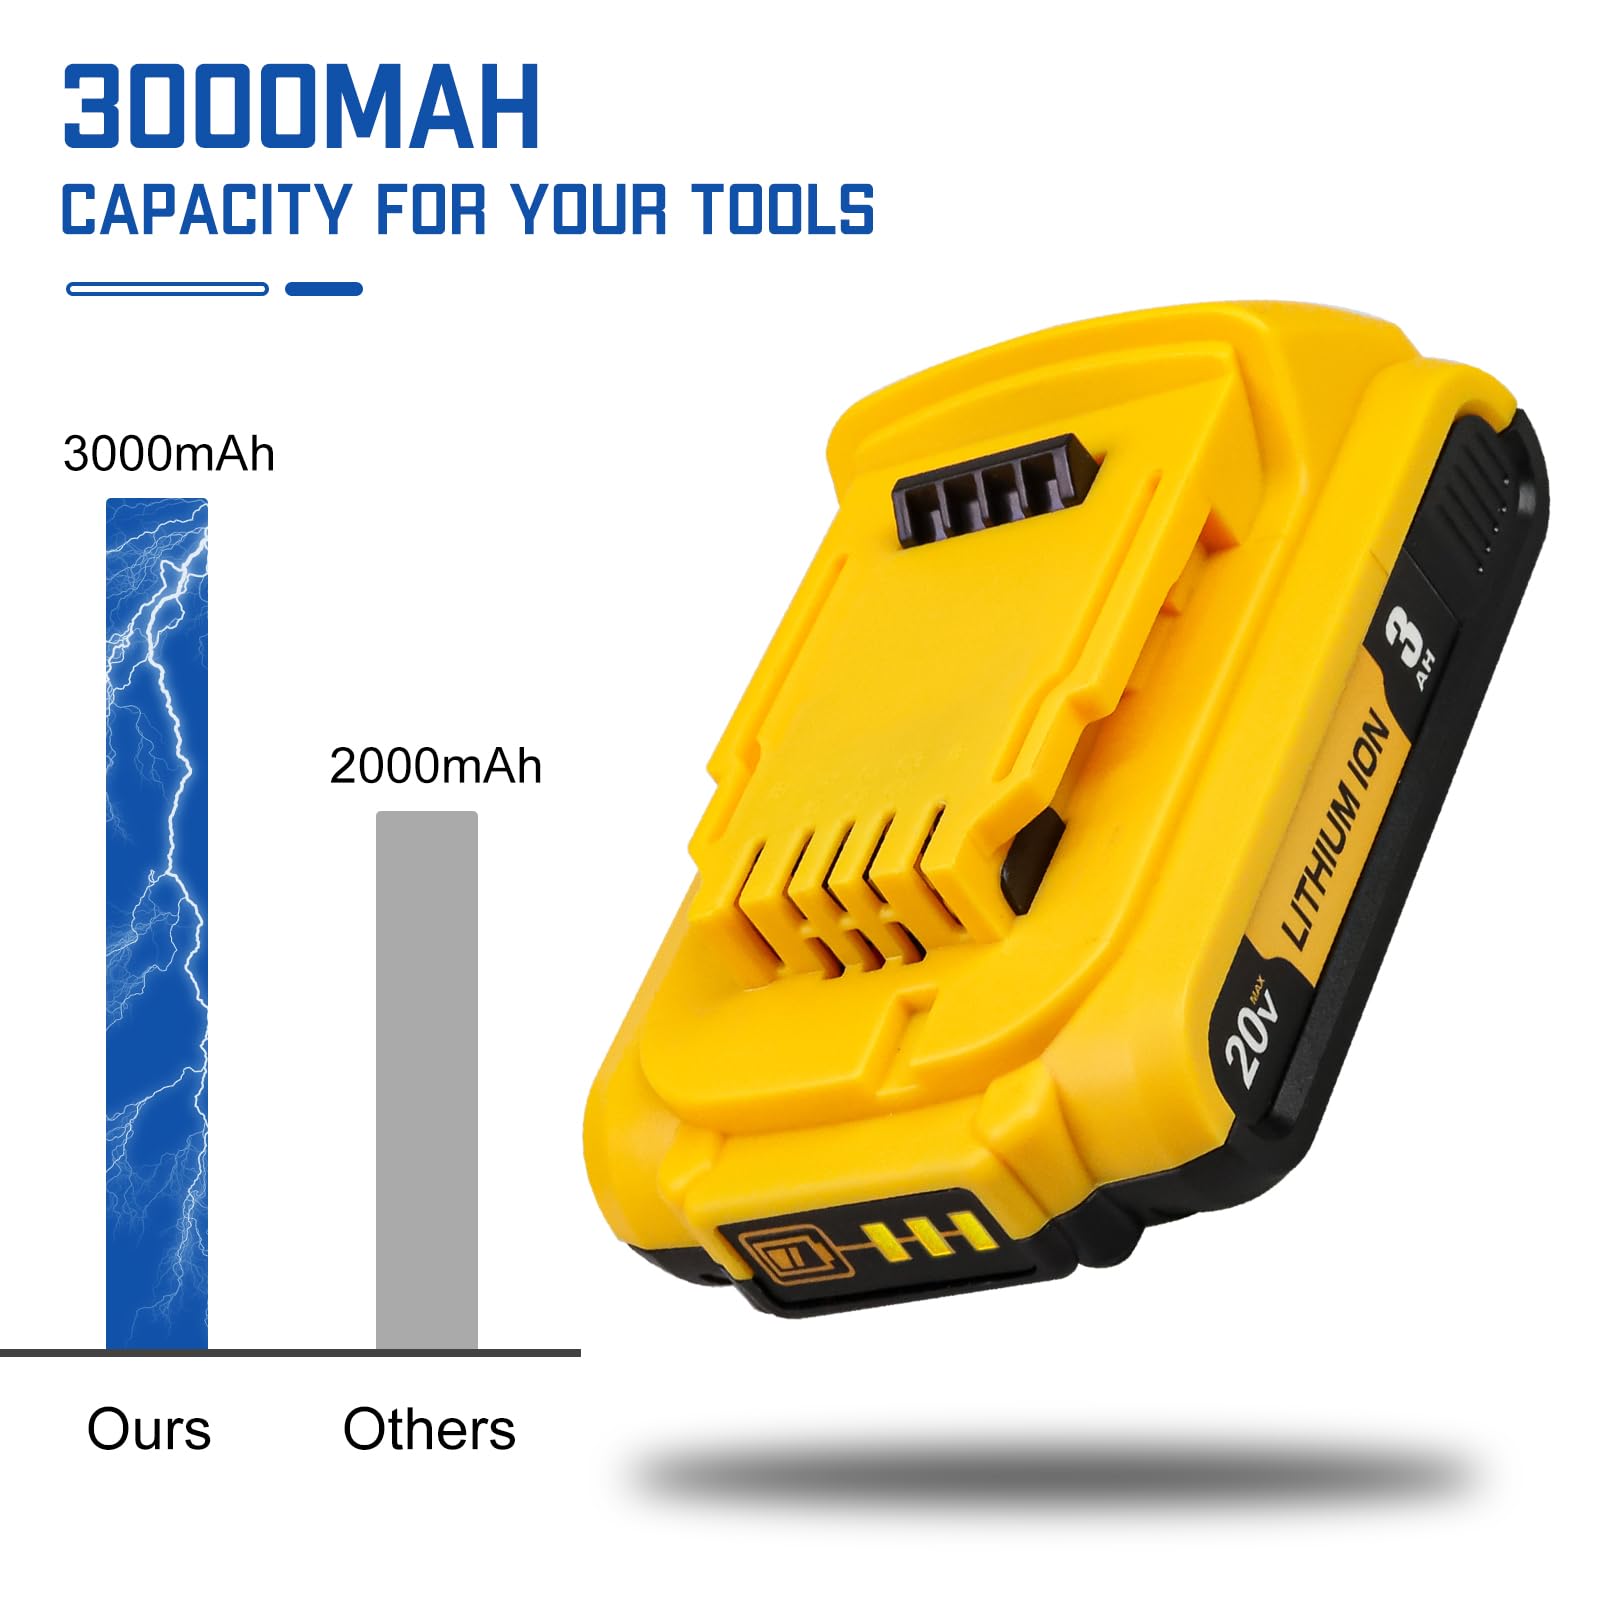 3000MAH
CAPACITY FOR YOUR TOOLS
3000mAh
2000mAh
Ours
Others
3
AH
LITHIUM ION
20V MAX